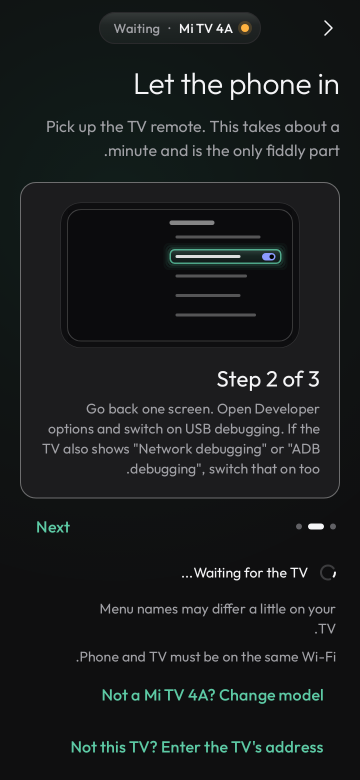 Waiting · Mi TV 4A
Let the phone in
Pick up the TV remote. This takes about a
minute and is the only fiddly part.
Step 2 of 3
Go back one screen. Open Developer
options and switch on USB debugging. If the
TV also shows "Network debugging" or "ADB
debugging", switch that on too.
Next
Waiting for the TV...
Menu names may differ a little on your
TV.
Phone and TV must be on the same Wi-Fi.
Not a Mi TV 4A? Change model
Not this TV? Enter the TV's address